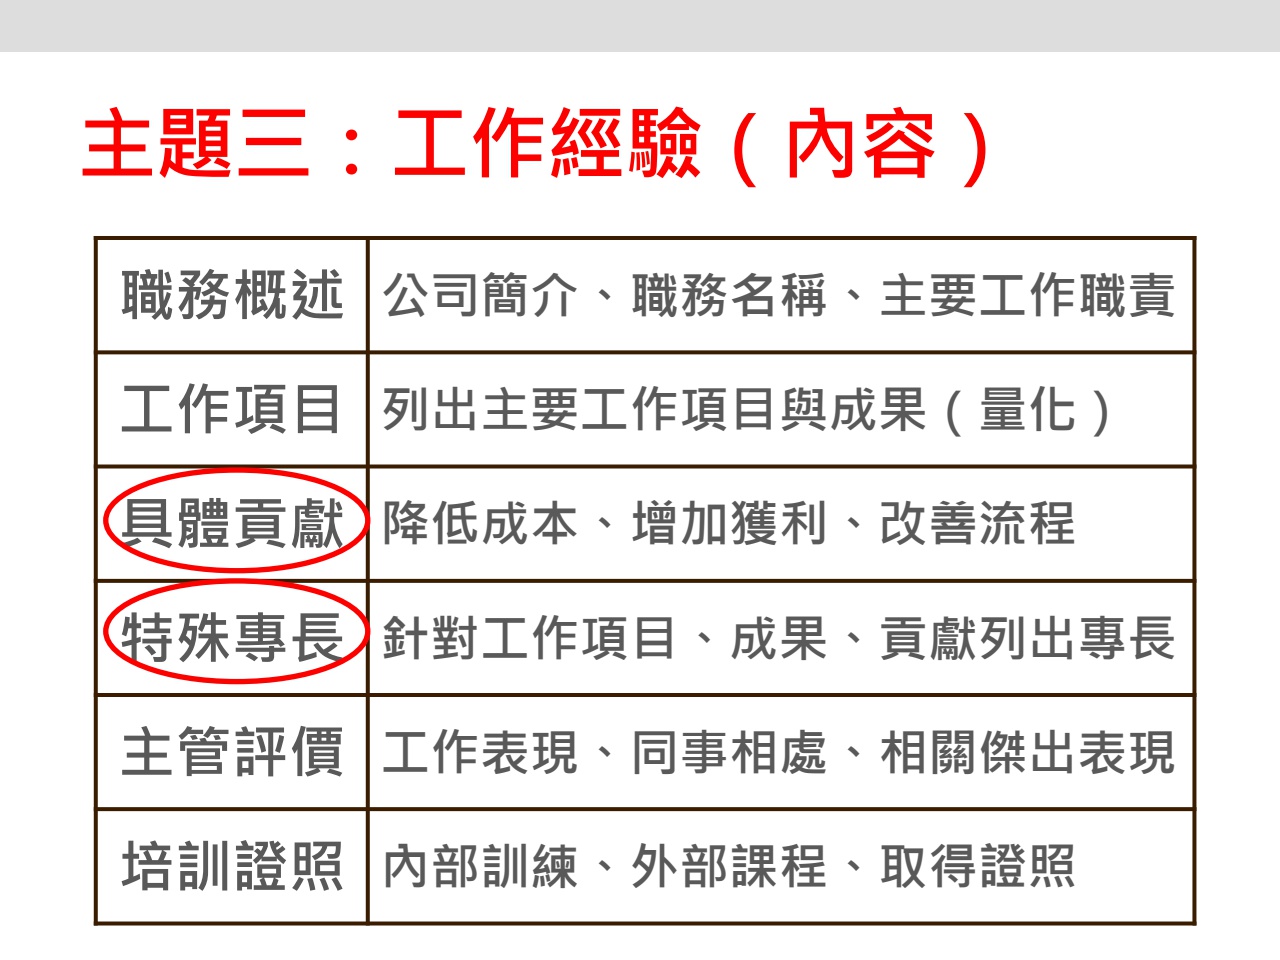 主題三：工作經驗（內容）
職務概述 公司簡介、職務名稱、主要工作職責
工作項目 列出主要工作項目與成果（量化）
具體貢獻 降低成本、增加獲利、改善流程
特殊專長 針對工作項目、成果、貢獻列出專長
主管評價 工作表現、同事相處、相關傑出表現
培訓證照 內部訓練、外部課程、取得證照